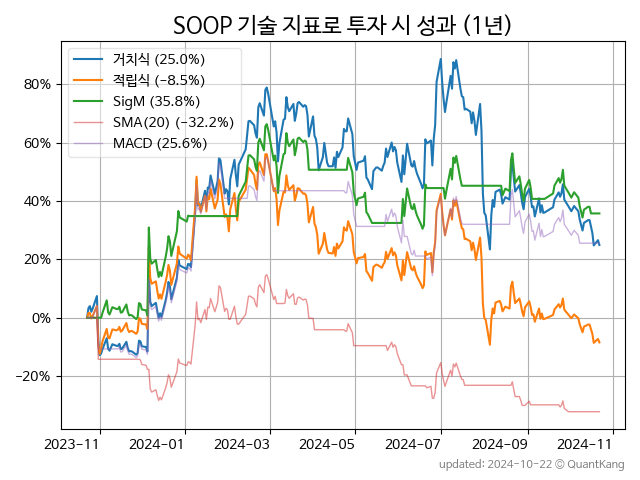 SOOP 기술 지표로 투자 시 성과 (1년)
거치식 (25.0%)
적립식 (−8.5%)
SigM (35.8%)
SMA(20) (−32.2%)
MACD (25.6%)
80%
60%
40%
20%
0%
−20%
2023-11 2024-01 2024-03 2024-05 2024-07 2024-09 2024-11
updated: 2024-10-22 © QuantKang